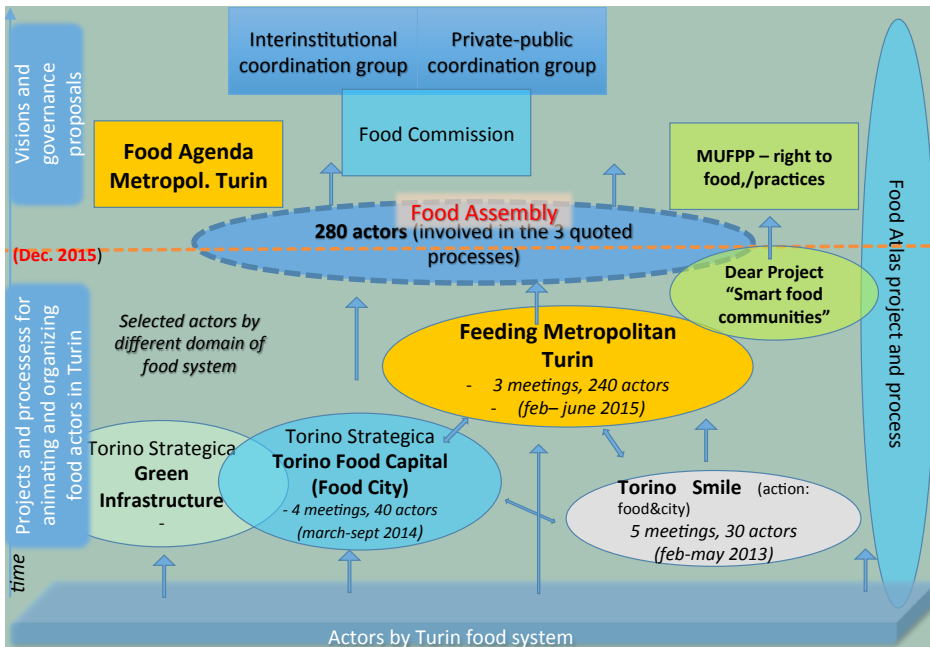 Visions and
governance
proposals
Interinstitutional
coordination group
Private-public
coordination group
Food Commission
Food Agenda
Metropol. Turin
MUFPP – right to
food,/practices
Food Assembly
280 actors (involved in the 3 quoted
processes)
(Dec. 2015)
Dear Project
“Smart food
communities”
Food Atlas project and process
Projects and processess for
animating and organizing
food actors in Turin
Selected actors by
different domain of
food system
Feeding Metropolitan
Turin
- 3 meetings, 240 actors
- (feb– june 2015)
Torino Strategica
Green
Infrastructure
-
Torino Strategica
Torino Food Capital
(Food City)
- 4 meetings, 40 actors
(march-sept 2014)
Torino Smile (action:
food&city)
5 meetings, 30 actors
(feb-may 2013)
time
Actors by Turin food system